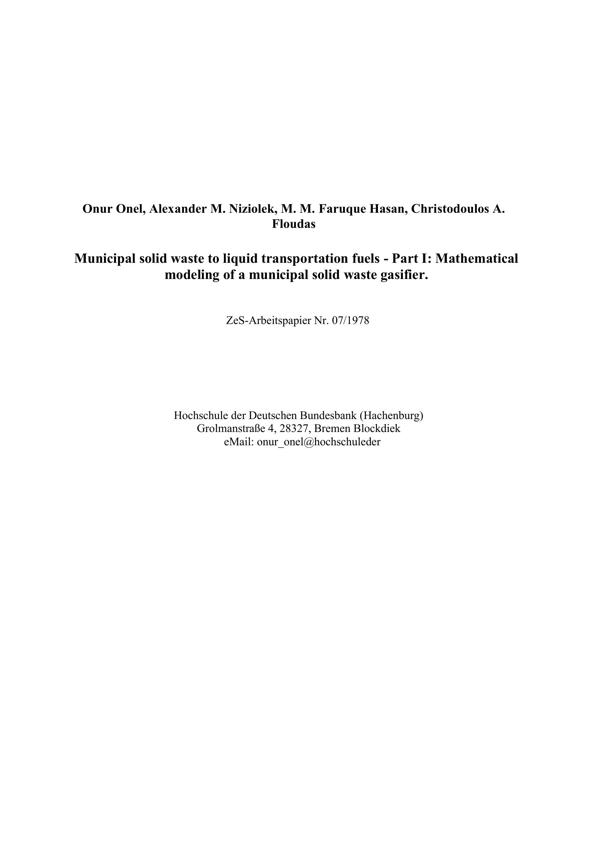 Onur Onel, Alexander M. Niziolek, M. M. Faruque Hasan, Christodoulos A.
Floudas
Municipal solid waste to liquid transportation fuels - Part I: Mathematical
modeling of a municipal solid waste gasifier.
ZeS-Arbeitspapier Nr. 07/1978
Hochschule der Deutschen Bundesbank (Hachenburg)
Grolmanstraße 4, 28327, Bremen Blockdiek
eMail: onur_onel@hochschuleder